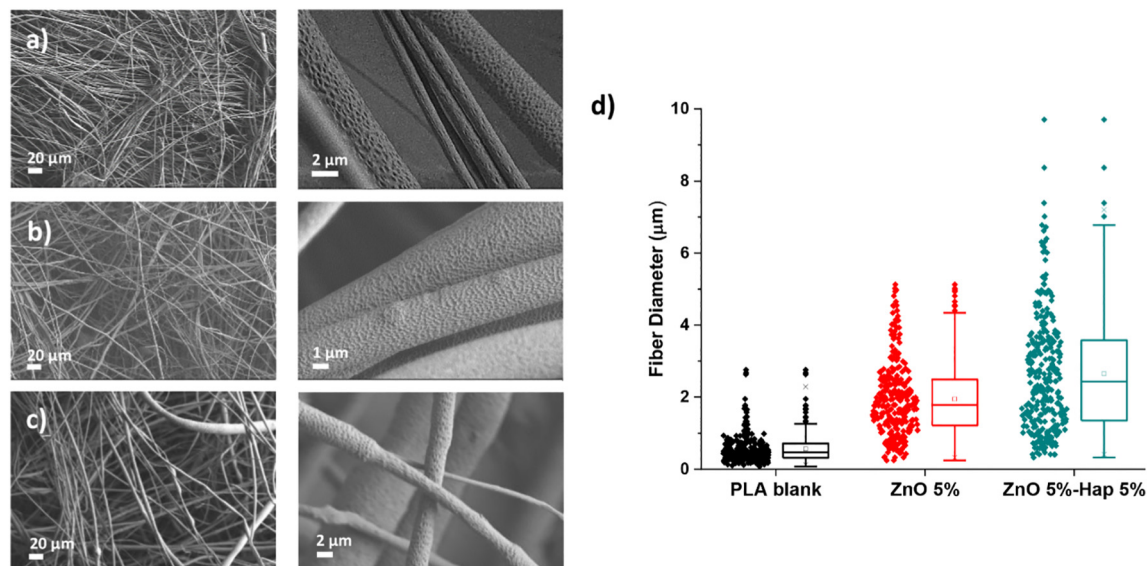 a)
20 µm
2 µm
b)
20 µm
1 µm
c)
20 µm
2 µm
d)
Fiber Diameter (µm)
10
8
6
4
2
0
PLA blank
ZnO 5%
ZnO 5%-Hap 5%